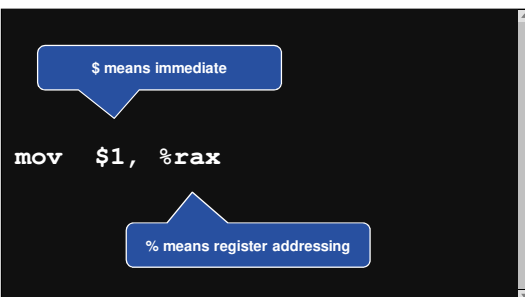 $ means immediate
mov $1, %rax
% means register addressing